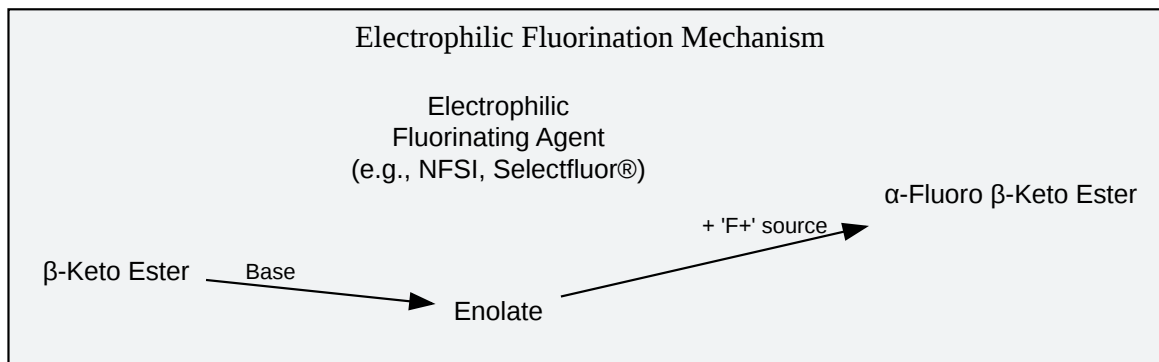 Electrophilic Fluorination Mechanism
Electrophilic
Fluorinating Agent
(e.g., NFSI, Selectfluor®)
α-Fluoro β-Keto Ester
+ 'F+' source
β-Keto Ester
Base
Enolate